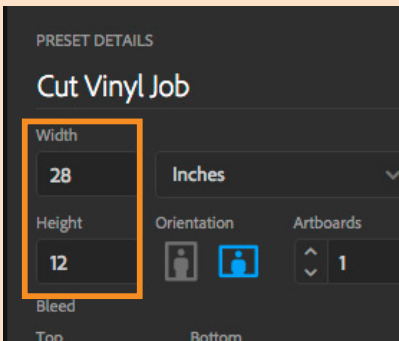 PRESET DETAILS
Cut Vinyl Job
Width
28 Inches
Height Orientation Artboards
12 1
Bleed
Top Bottom